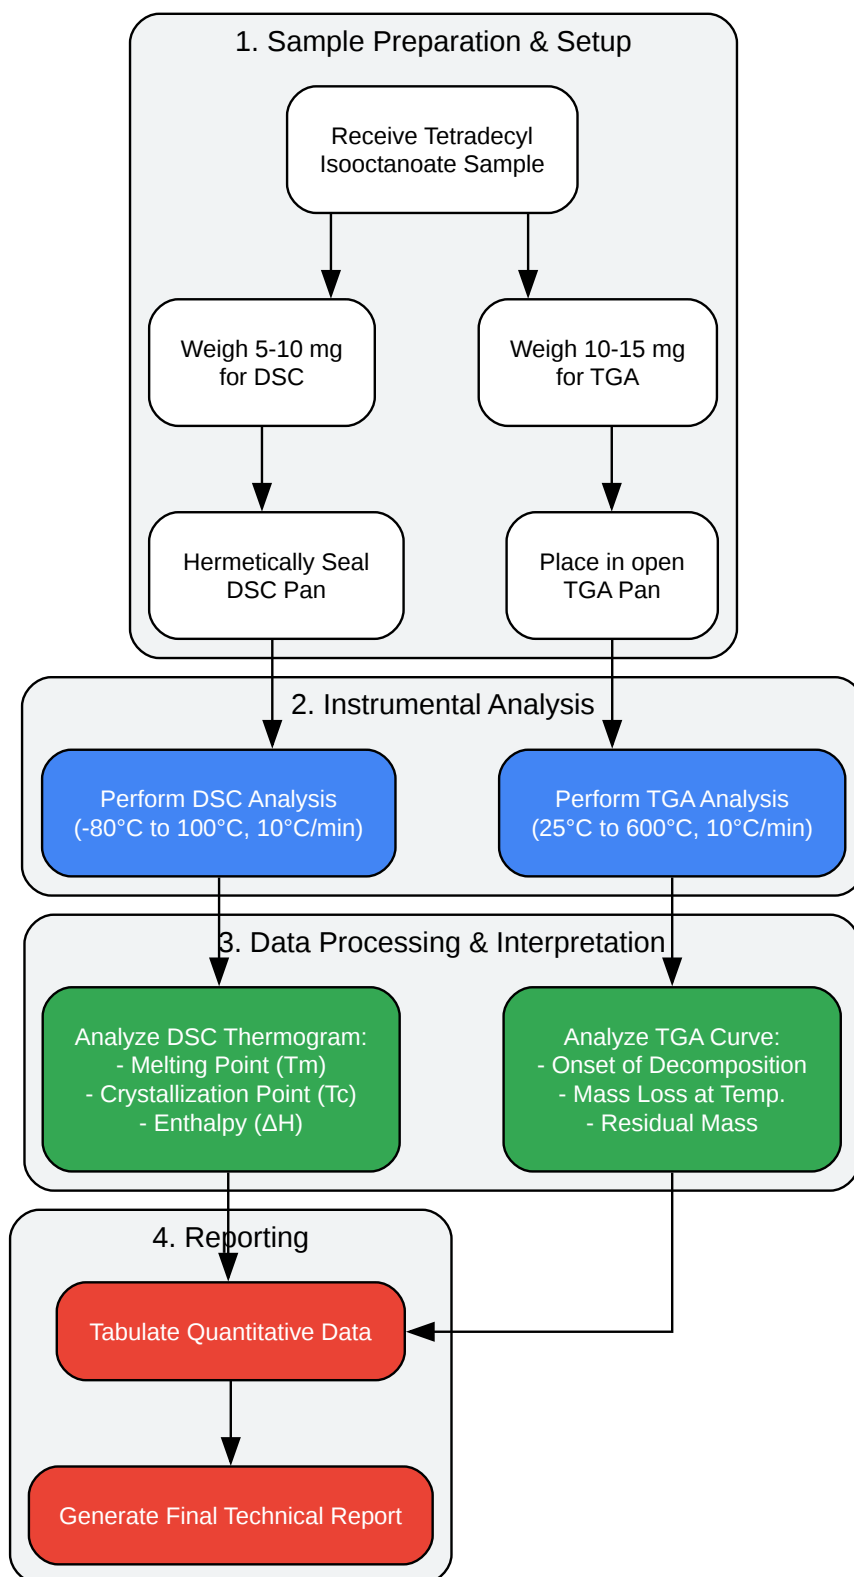 1. Sample Preparation & Setup
Receive Tetradecyl
Isooctanoate Sample
Weigh 5-10 mg
for DSC
Weigh 10-15 mg
for TGA
Hermetically Seal
DSC Pan
Place in open
TGA Pan
2. Instrumental Analysis
Perform DSC Analysis
(-80°C to 100°C, 10°C/min)
Perform TGA Analysis
(25°C to 600°C, 10°C/min)
3. Data Processing & Interpretation
Analyze DSC Thermogram:
- Melting Point (Tm)
- Crystallization Point (Tc)
- Enthalpy (ΔH)
Analyze TGA Curve:
- Onset of Decomposition
- Mass Loss at Temp.
- Residual Mass
4. Reporting
Tabulate Quantitative Data
Generate Final Technical Report